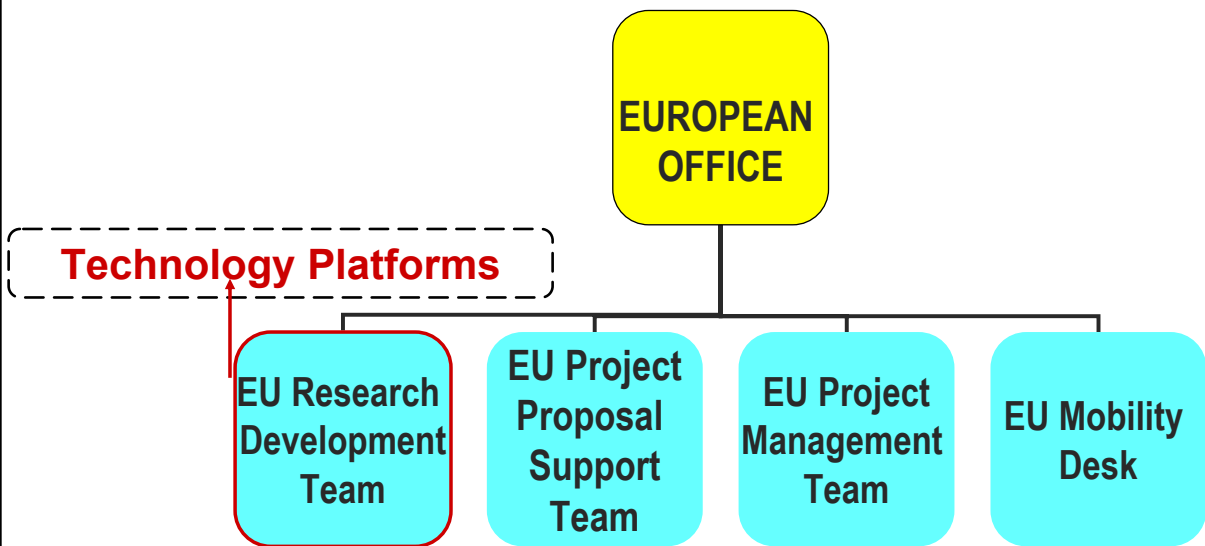 EUROPEAN
OFFICE
Technology Platforms
EU Research
Development
Team
EU Project
Proposal
Support
Team
EU Project
Management
Team
EU Mobility
Desk